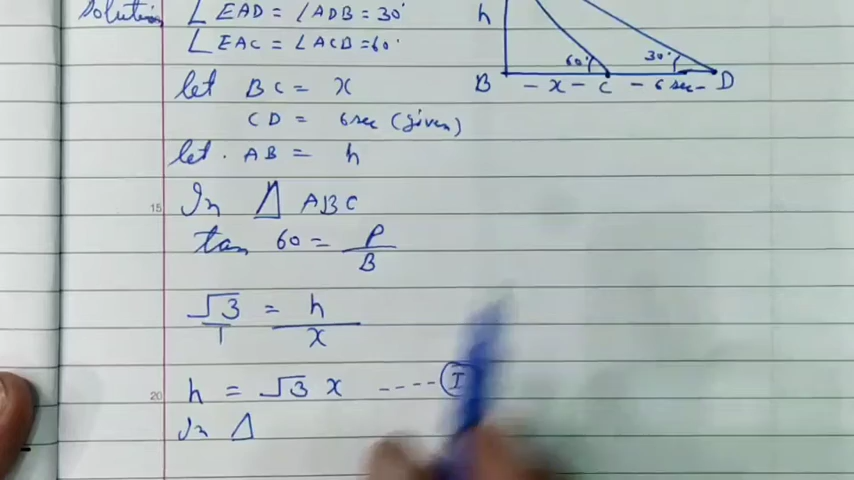 Solution ∠EAD = ∠ADB = 30°
∠EAC = ∠ACB = 60°
h
60°
30°
B - x - C - 6 sec - D
let BC = x
CD = 6 sec (given)
let . AB = h
15 In Δ ABC
tan 60 = P/B
√3/1 = h/x
20 h = √3 x ---- (I)
In Δ